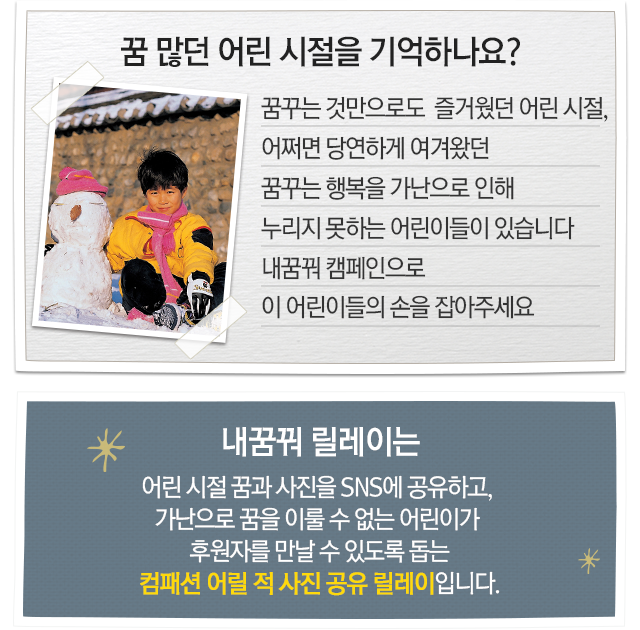 꿈 많던 어린 시절을 기억하나요?
꿈꾸는 것만으로도 즐거웠던 어린 시절,
어쩌면 당연하게 여겨왔던
꿈꾸는 행복을 가난으로 인해
누리지 못하는 어린이들이 있습니다
내꿈꿔 캠페인으로
이 어린이들의 손을 잡아주세요
내꿈꿔 릴레이는
어린 시절 꿈과 사진을 SNS에 공유하고,
가난으로 꿈을 이룰 수 없는 어린이가
후원자를 만날 수 있도록 돕는
컴패션 어릴 적 사진 공유 릴레이입니다.